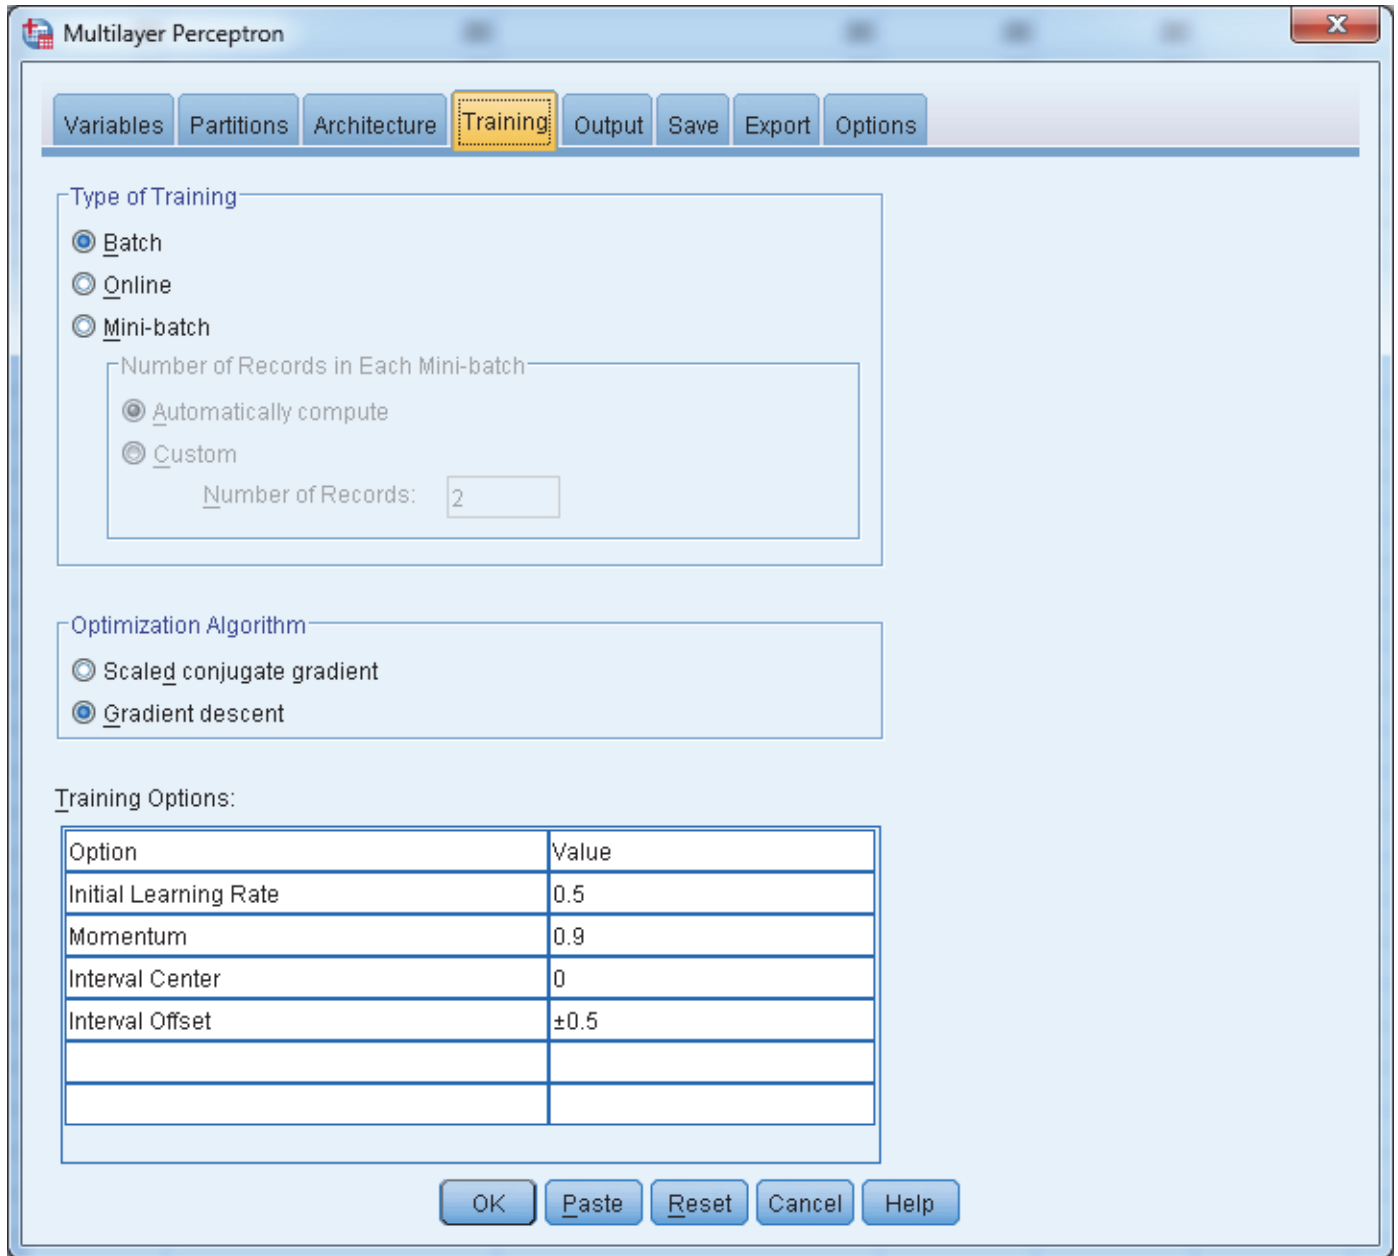 Multilayer Perceptron
Variables Partitions Architecture Training Output Save Export Options
Type of Training
Batch
Online
Mini-batch
Number of Records in Each Mini-batch
Automatically compute
Custom
Number of Records: 2
Optimization Algorithm
Scaled conjugate gradient
Gradient descent
Training Options:
Option Value
Initial Learning Rate 0.5
Momentum 0.9
Interval Center 0
Interval Offset ±0.5
OK Paste Reset Cancel Help